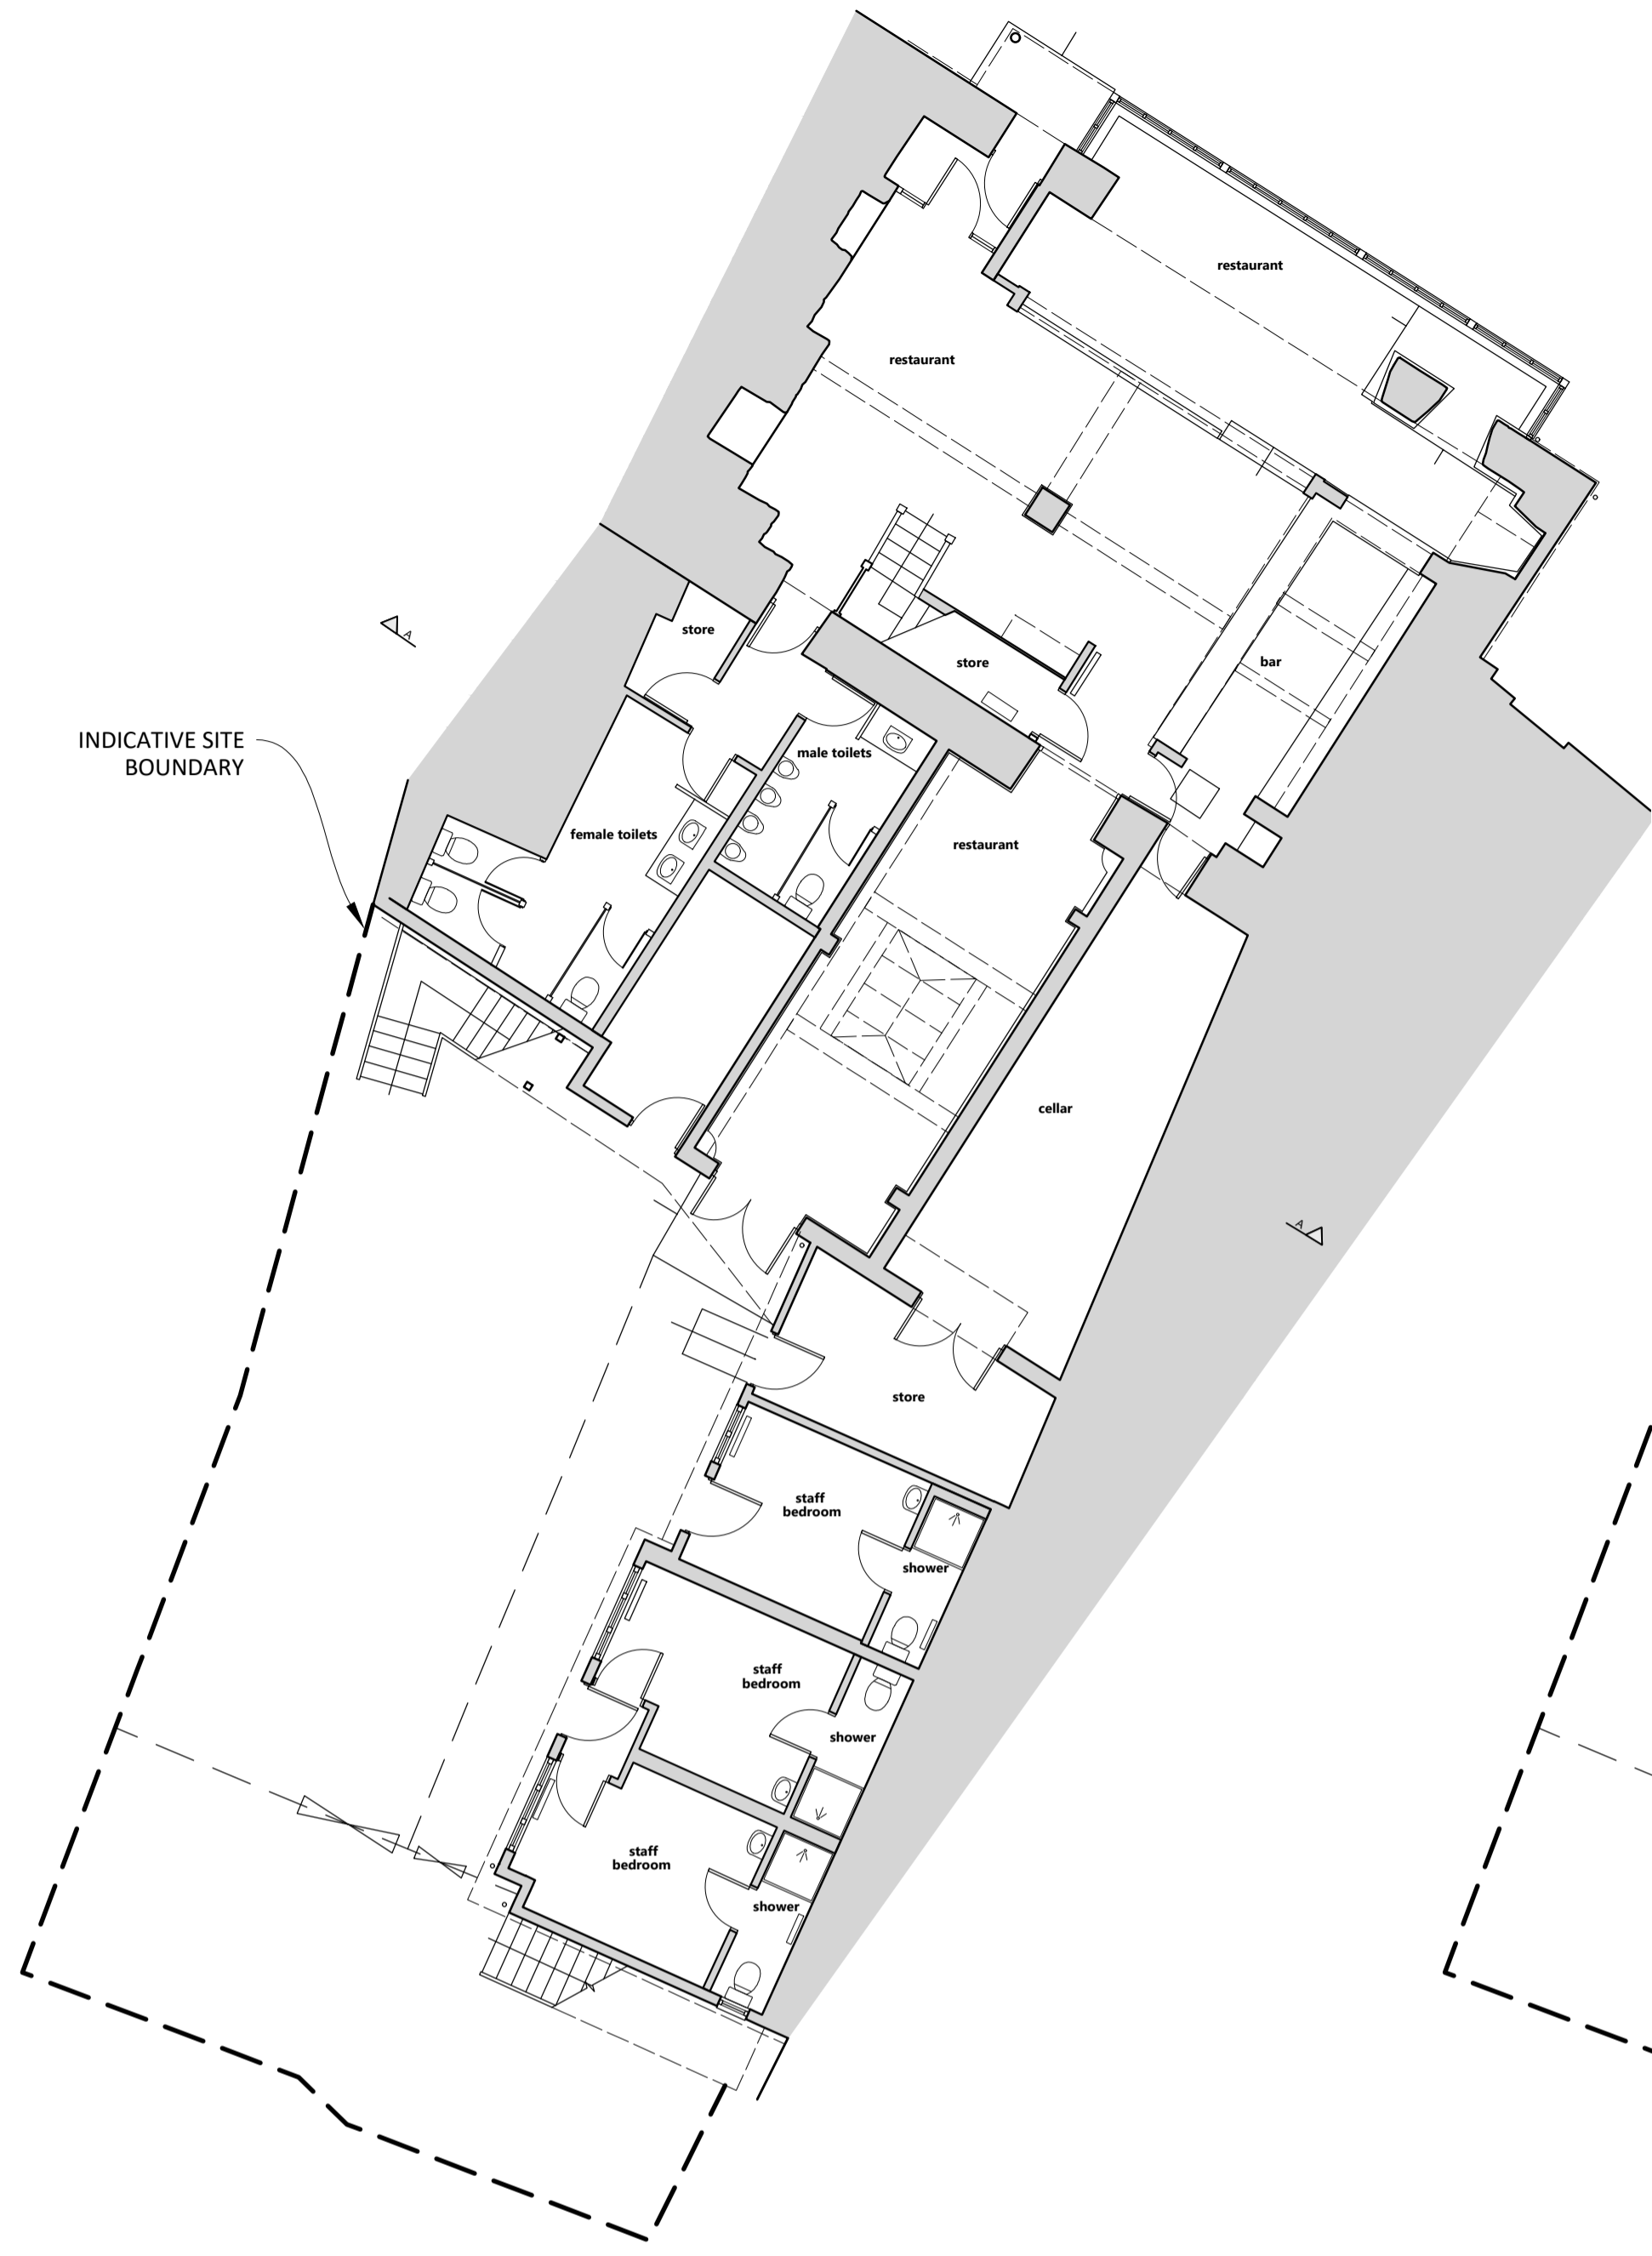 restaurant
restaurant
store
A
store
bar
INDICATIVE SITE
BOUNDARY
male toilets
female toilets
restaurant
cellar
A
store
staff
bedroom
shower
staff
bedroom
shower
staff
bedroom
shower